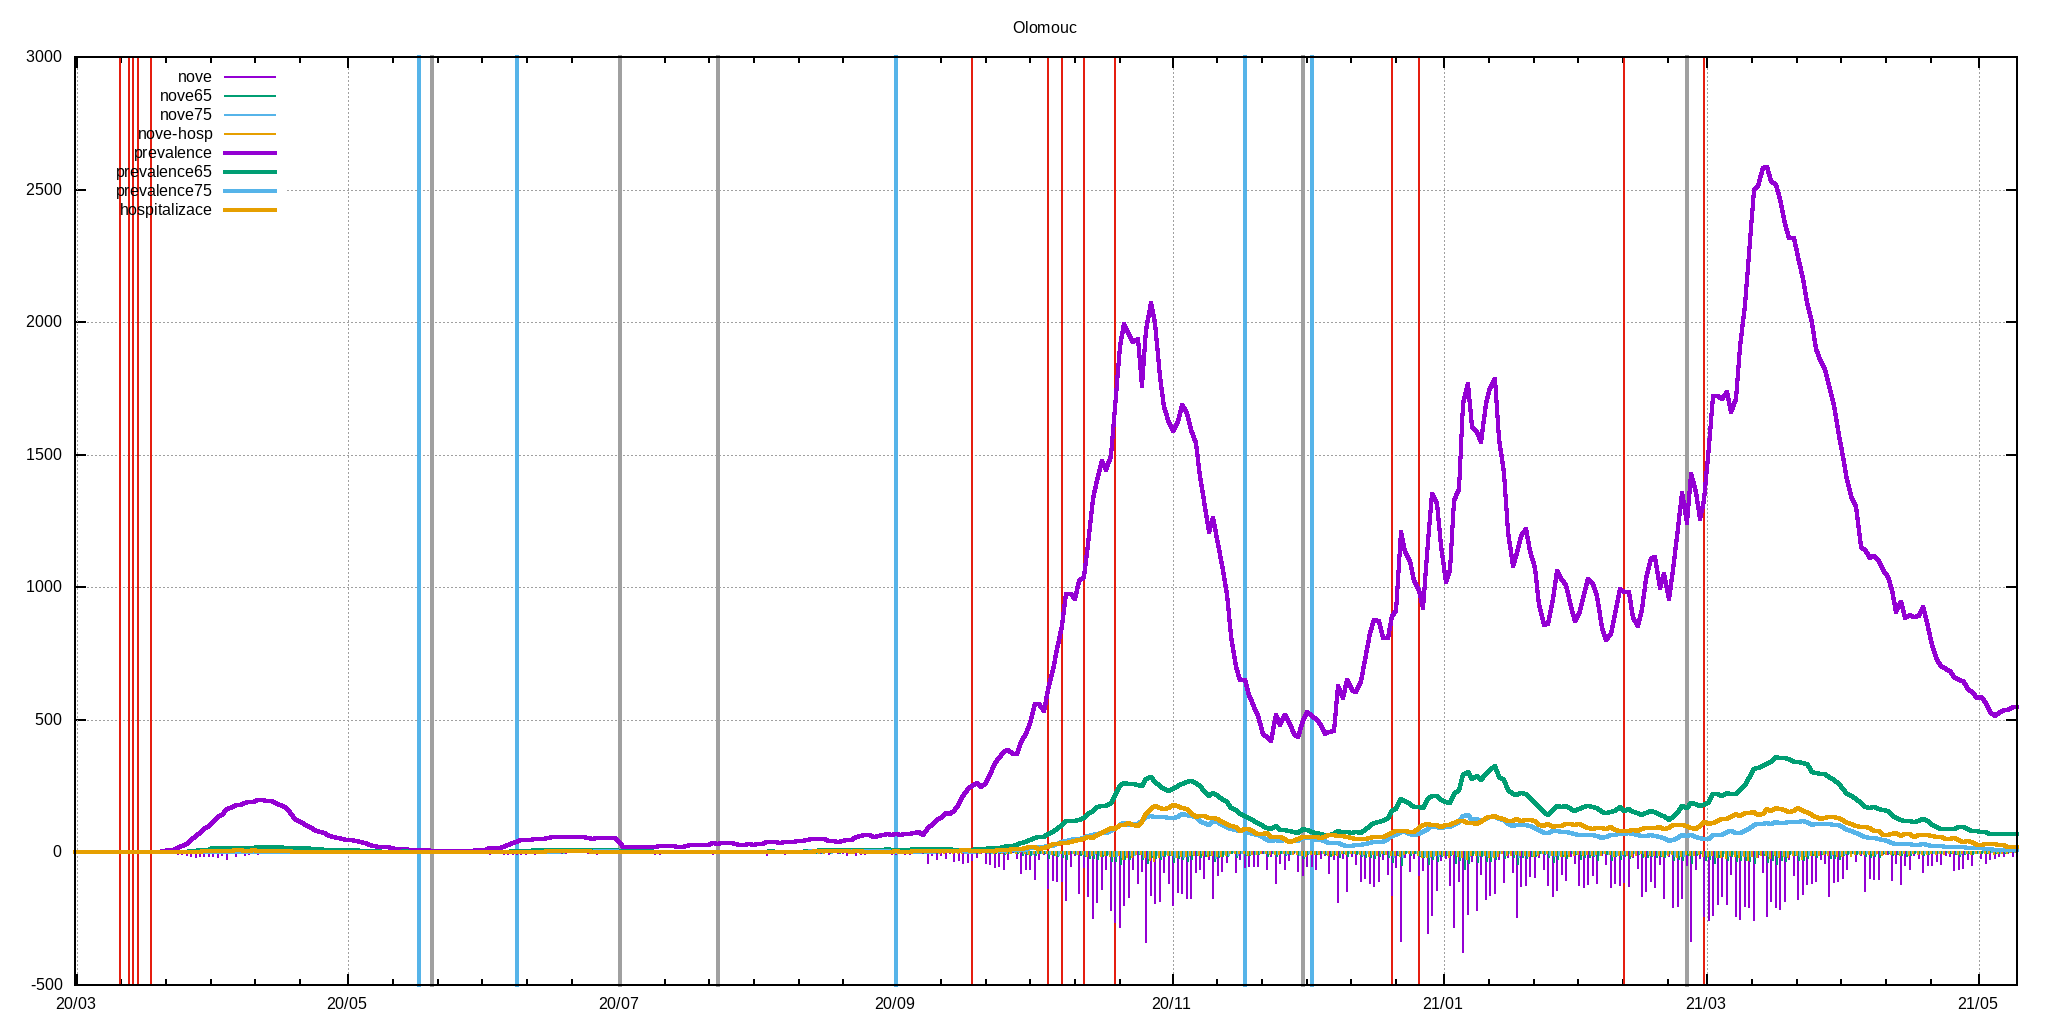 Olomouc
3000
2500
2000
1500
1000
500
0
-500
nove
nove65
nove75
nove-hosp
prevalence
prevalence65
prevalence75
hospitalizace
20/03
20/05
20/07
20/09
20/11
21/01
21/03
21/05